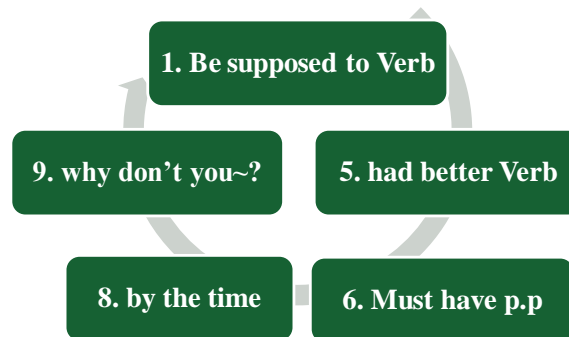 1. Be supposed to Verb
5. had better Verb
6. Must have p.p
8. by the time
9. why don’t you~?